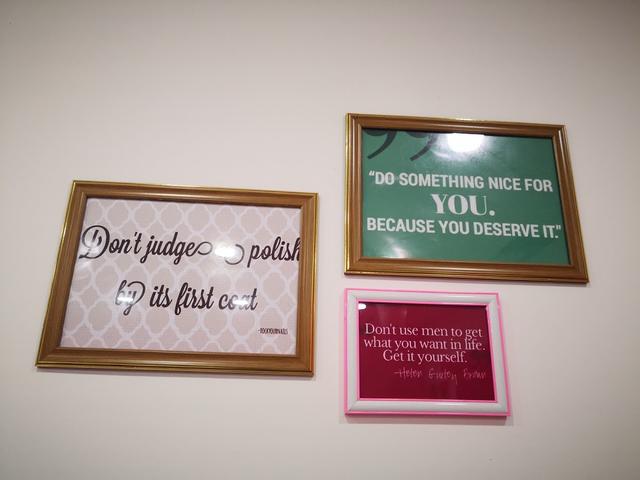 Don't judge a polish
by its first coat
"DO SOMETHING NICE FOR
YOU.
BECAUSE YOU DESERVE IT."
Don't use men to get
what you want in life.
Get it yourself.
-Helen Gurley Brown